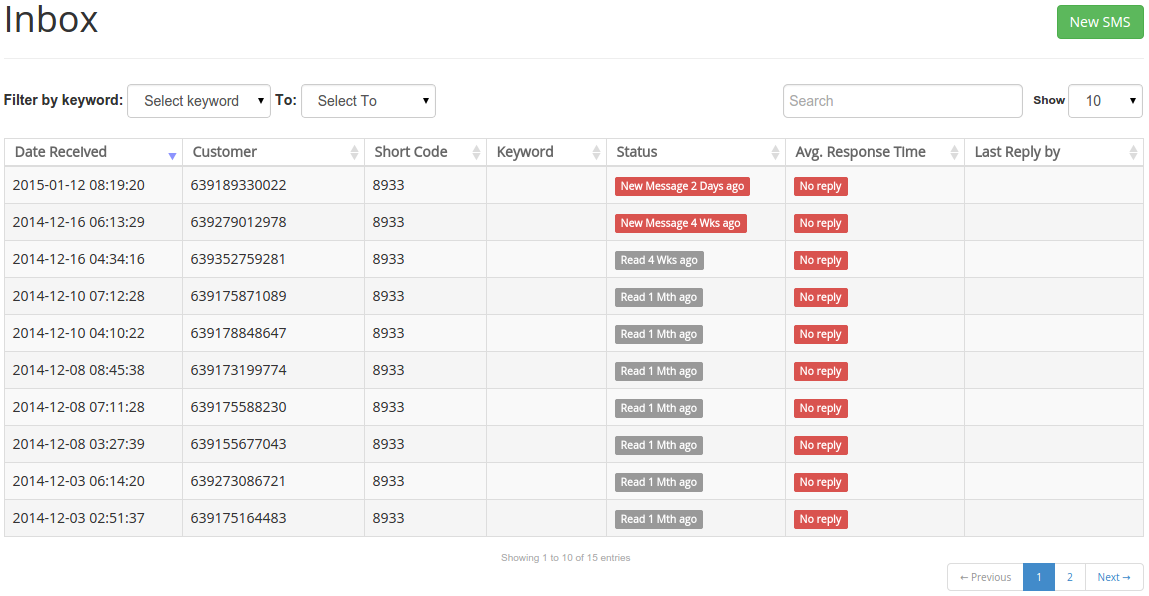 Inbox
New SMS
Filter by keyword: Select keyword To: Select To Search Show 10
Date Received Customer Short Code Keyword Status Avg. Response Time Last Reply by
2015-01-12 08:19:20 639189330022 8933 New Message 2 Days ago No reply
2014-12-16 06:13:29 639279012978 8933 New Message 4 Wks ago No reply
2014-12-16 04:34:16 639352759281 8933 Read 4 Wks ago No reply
2014-12-10 07:12:28 639175871089 8933 Read 1 Mth ago No reply
2014-12-10 04:10:22 639178848647 8933 Read 1 Mth ago No reply
2014-12-08 08:45:38 639173199774 8933 Read 1 Mth ago No reply
2014-12-08 07:11:28 639175588230 8933 Read 1 Mth ago No reply
2014-12-08 03:27:39 639155677043 8933 Read 1 Mth ago No reply
2014-12-03 06:14:20 639273086721 8933 Read 1 Mth ago No reply
2014-12-03 02:51:37 639175164483 8933 Read 1 Mth ago No reply
Showing 1 to 10 of 15 entries
← Previous 1 2 Next →